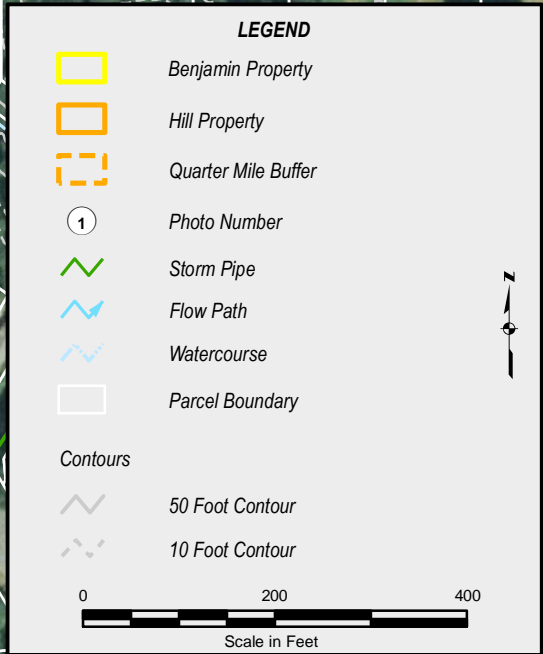 LEGEND
Benjamin Property
Hill Property
Quarter Mile Buffer
1 Photo Number
Storm Pipe
Flow Path
Watercourse
Parcel Boundary
N
Contours
50 Foot Contour
10 Foot Contour
0 200 400
Scale in Feet